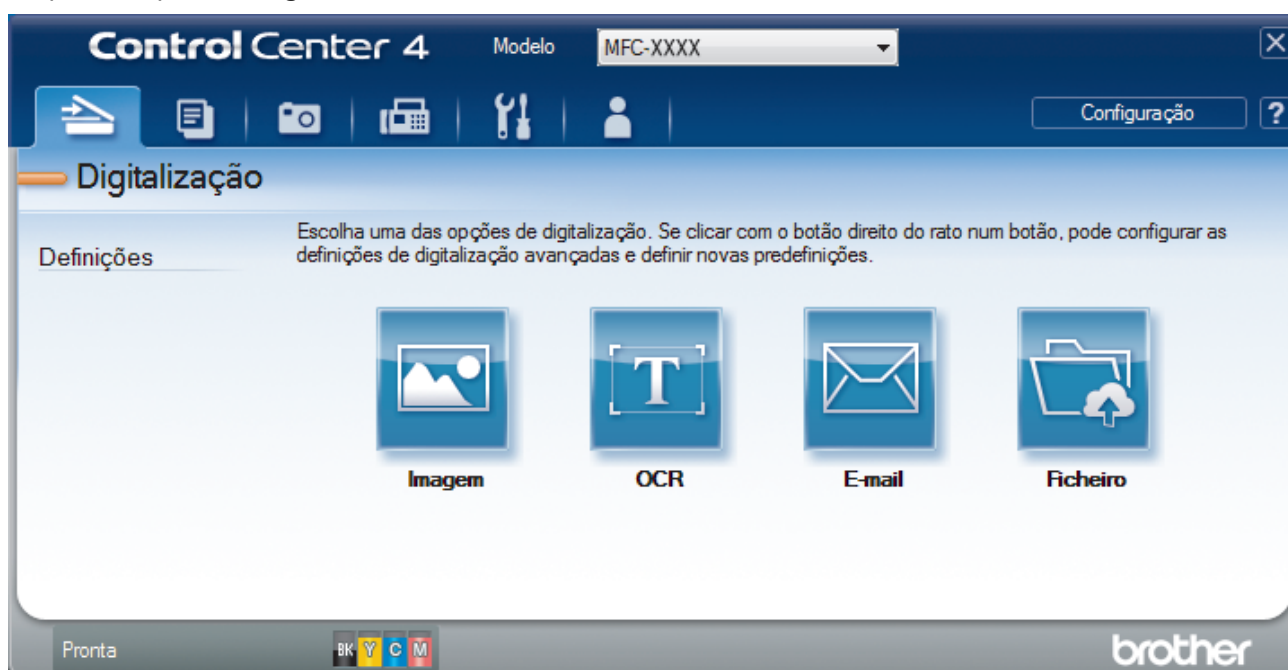 Control Center 4 Modelo MFC-XXXX
Configuração ?
Digitalização
Definições
Escolha uma das opções de digitalização. Se clicar com o botão direito do rato num botão, pode configurar as
definições de digitalização avançadas e definir novas predefinições.
T
Imagem OCR E-mail Ficheiro
Pronta BK Y C M brother